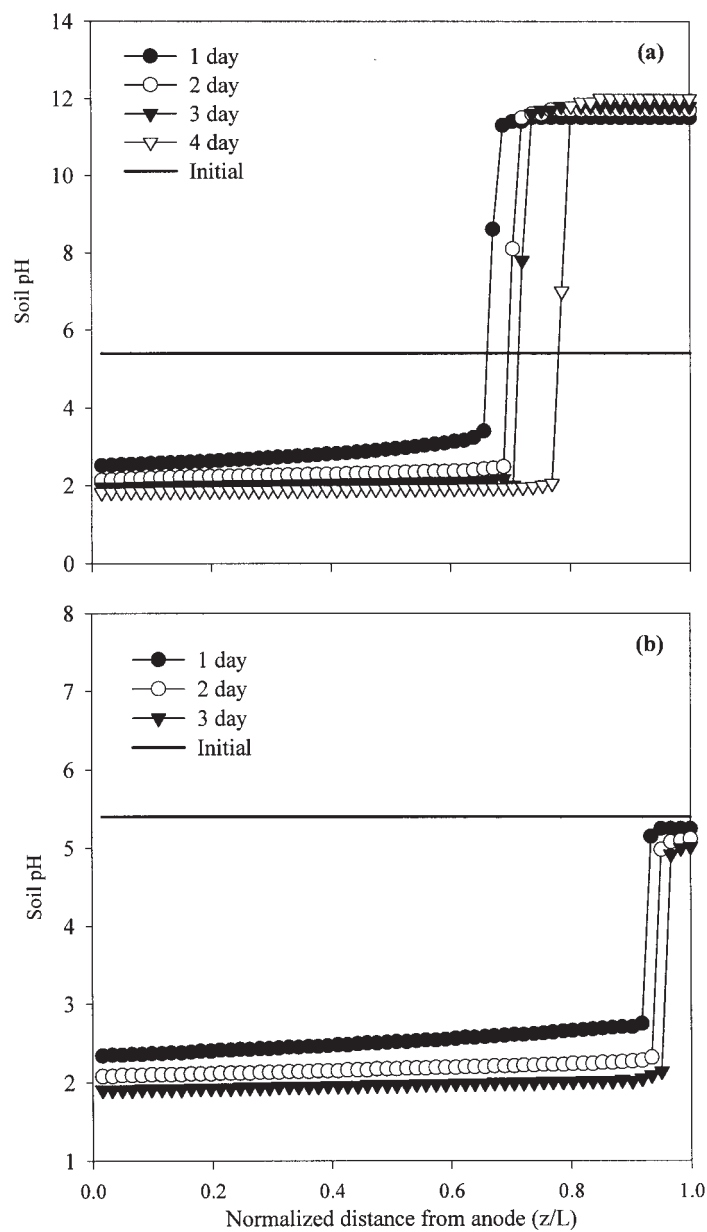 14
12
10
8
6
4
2
0
Soil pH
(a)
1 day
2 day
3 day
4 day
Initial
8
7
6
5
4
3
2
1
Soil pH
(b)
1 day
2 day
3 day
Initial
0.0 0.2 0.4 0.6 0.8 1.0
Normalized distance from anode (z/L)